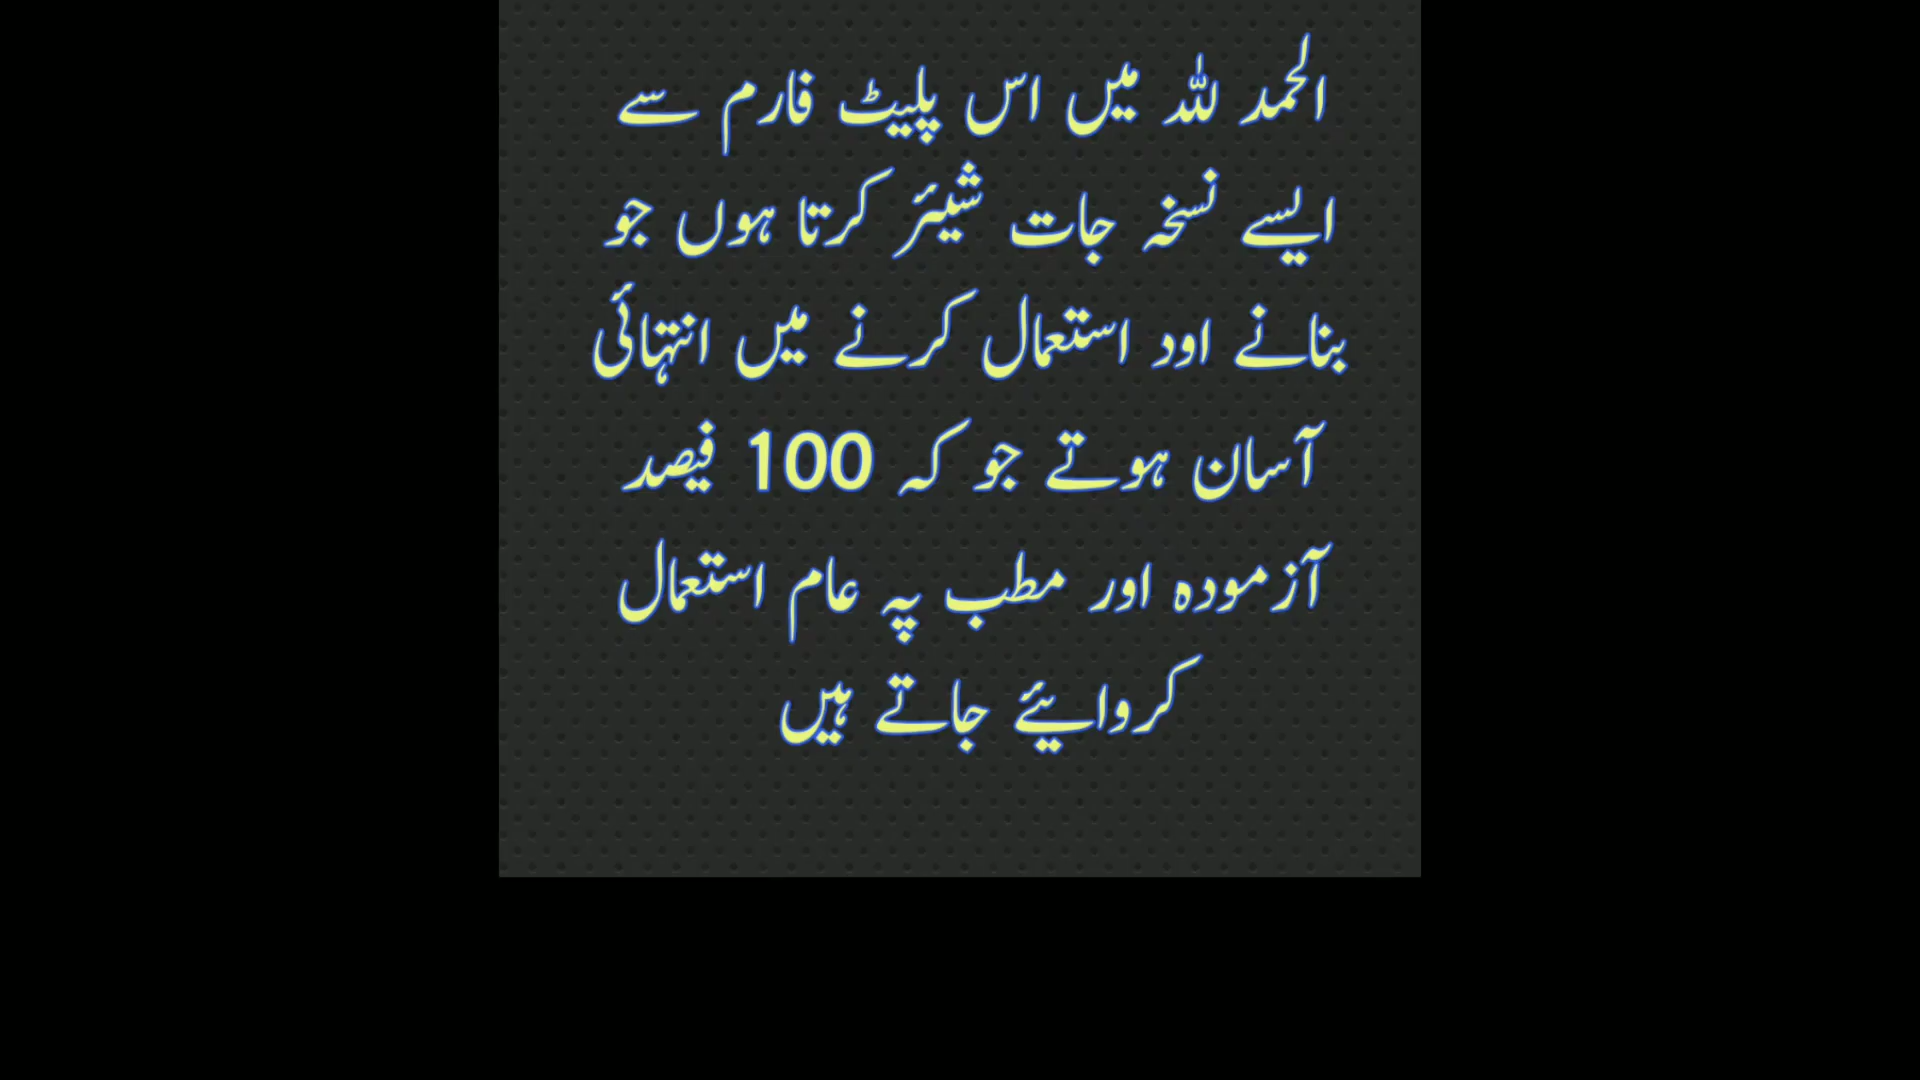 الحمد للہ میں اس پلیٹ فارم سے
ایسے نسخہ جات شیئر کرتا ہوں جو
بنانے اود استعمال کرنے میں انتہائی
آسان ہوتے جو کہ 100 فیصد
آزمودہ اور مطب پہ عام استعمال
کروایئے جاتے ہیں